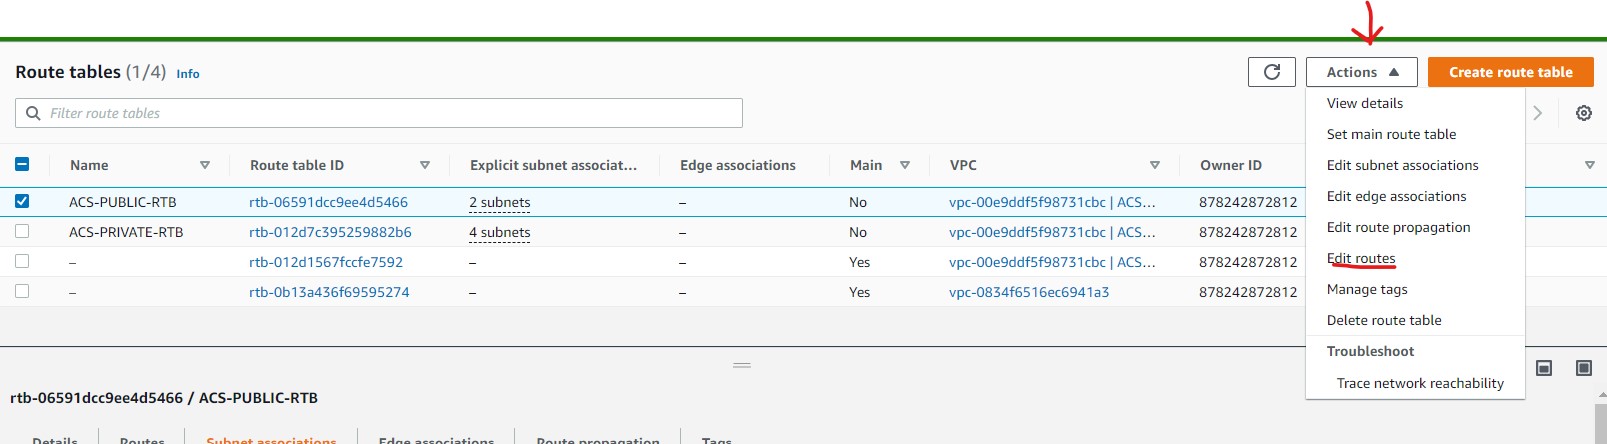 Route tables (1/4) Info
Actions
Create route table
Filter route tables
View details
Set main route table
Edit subnet associations
Edit edge associations
Edit route propagation
Edit routes
Manage tags
Delete route table
Troubleshoot
Trace network reachability
Name Route table ID Explicit subnet associat... Edge associations Main VPC Owner ID
ACS-PUBLIC-RTB rtb-06591dcc9ee4d5466 2 subnets – No vpc-00e9ddf5f98731cbc | ACS... 878242872812
ACS-PRIVATE-RTB rtb-012d7c395259882b6 4 subnets – No vpc-00e9ddf5f98731cbc | ACS... 878242872812
– rtb-012d1567fccfe7592 – – Yes vpc-00e9ddf5f98731cbc | ACS... 878242872812
– rtb-0b13a436f69595274 – – Yes vpc-0834f6516ec6941a3 878242872812
rtb-06591dcc9ee4d5466 / ACS-PUBLIC-RTB
Details Routes Subnet associations Edge associations Route propagation Tags